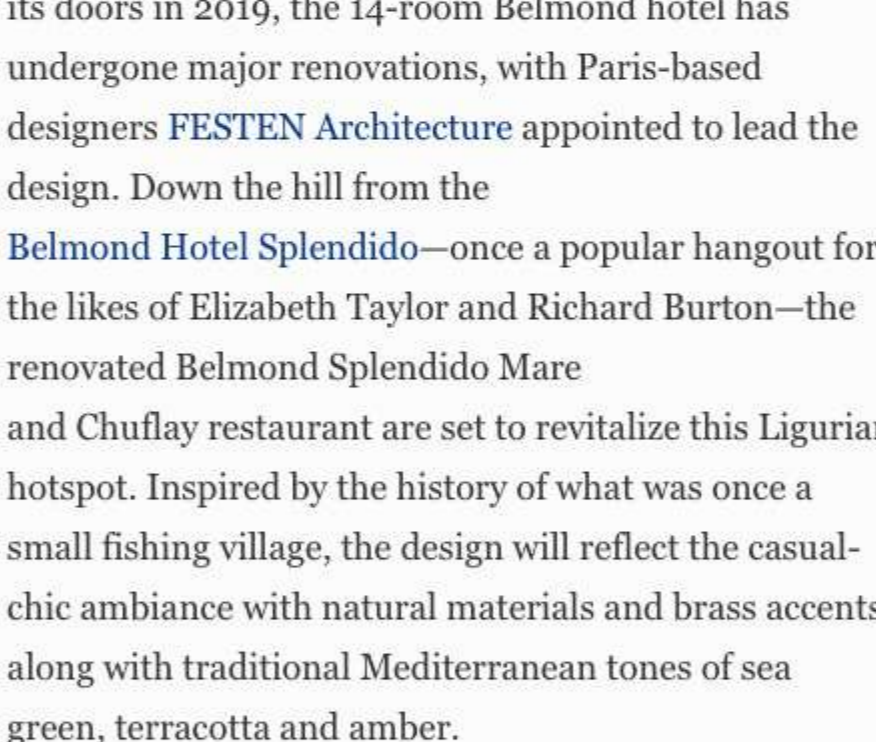 its doors in 2019, the 14-room Belmond hotel has
undergone major renovations, with Paris-based
designers FESTEN Architecture appointed to lead the
design. Down the hill from the
Belmond Hotel Splendido—once a popular hangout for
the likes of Elizabeth Taylor and Richard Burton—the
renovated Belmond Splendido Mare
and Chuflay restaurant are set to revitalize this Ligurian
hotspot. Inspired by the history of what was once a
small fishing village, the design will reflect the casual-
chic ambiance with natural materials and brass accents
along with traditional Mediterranean tones of sea
green, terracotta and amber.